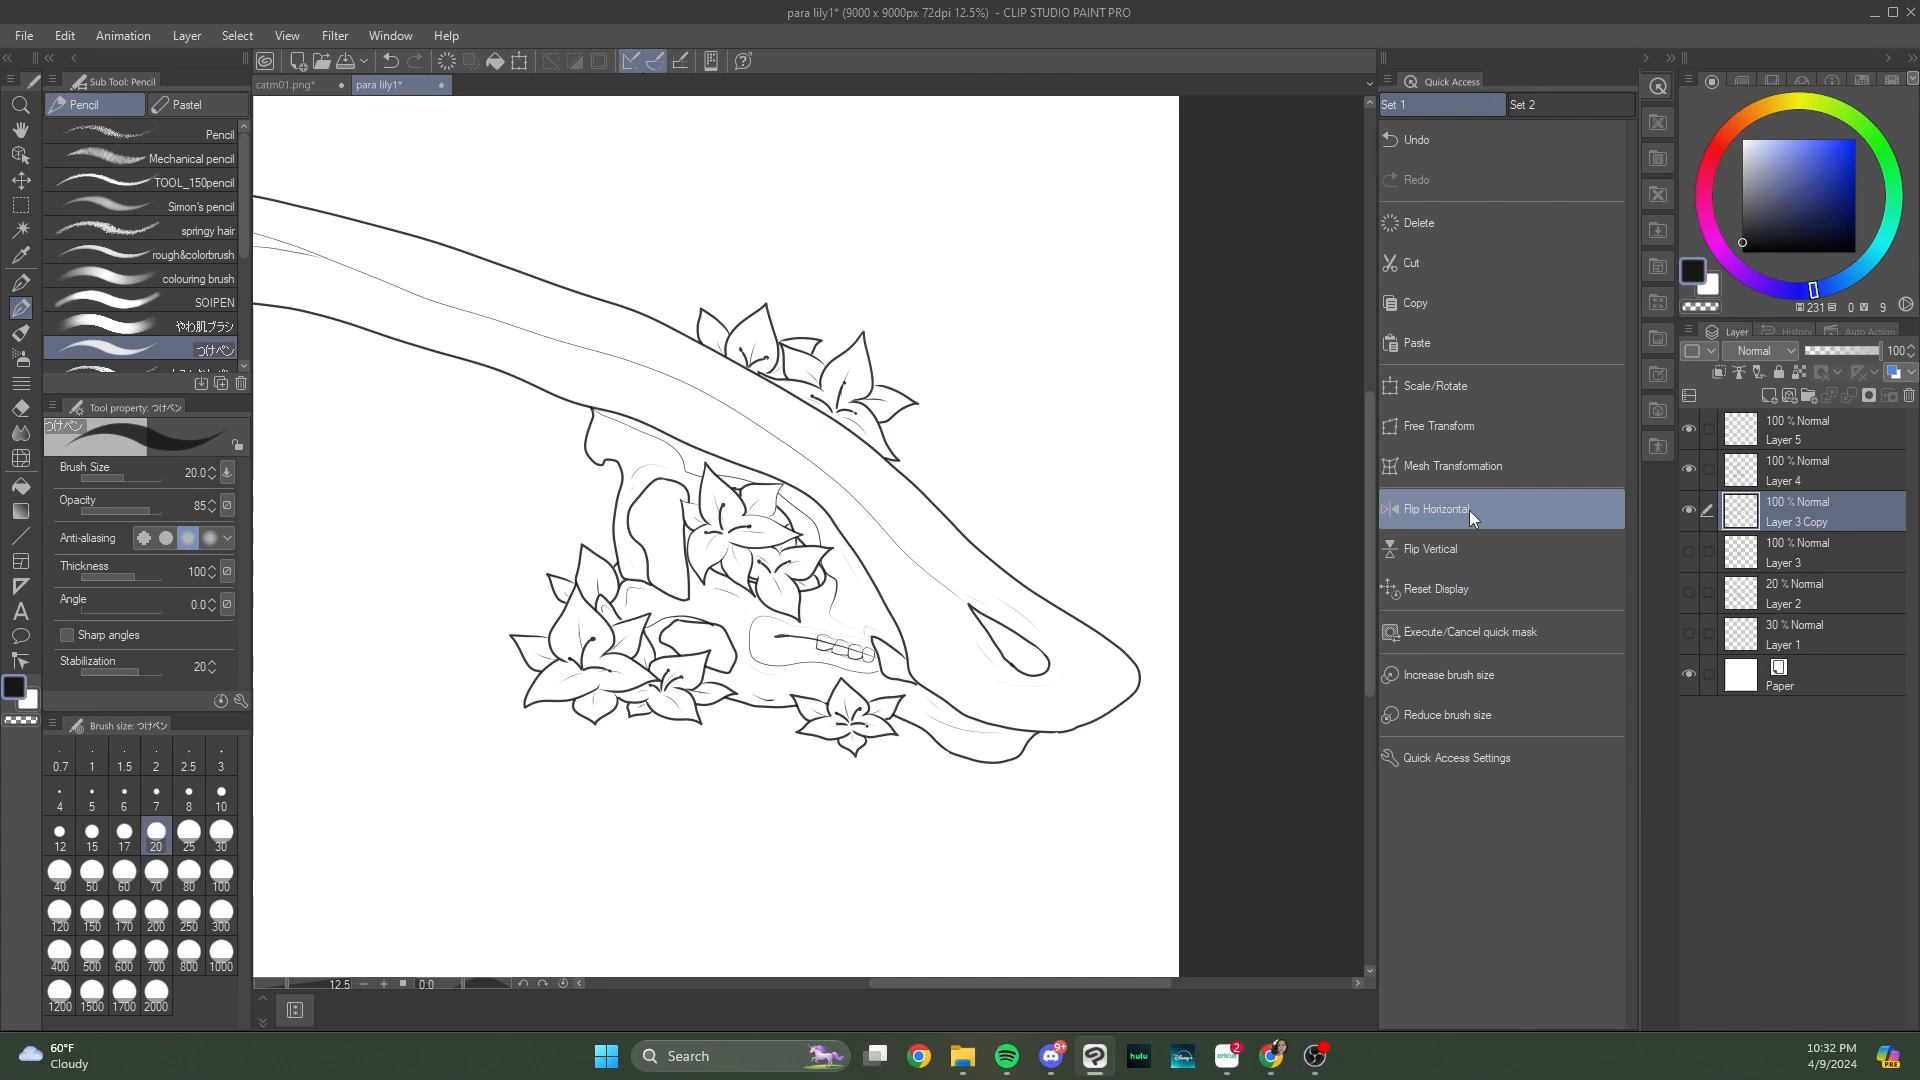 para lily1* (9000 x 9000px 72dpi 12.5%) - CLIP STUDIO PAINT PRO
File Edit Animation Layer Select View Filter Window Help
Sub Tool: Pencil
Pencil Pastel
Pencil
Mechanical pencil
TOOL_150pencil
Simon's pencil
springy hair
rough&colorbrush
colouring brush
SOIPEN
やわ肌ブラシ
つけペン
Tool property: つけペン
つけペン
Brush Size 20.0
Opacity 85
Anti-aliasing
Thickness 100
Angle 0.0
Sharp angles
Stabilization 20
Brush size: つけペン
0.7 1 1.5 2 2.5 3
4 5 6 7 8 10
12 15 17 20 25 30
40 50 60 70 80 100
120 150 170 200 250 300
400 500 600 700 800 1000
1200 1500 1700 2000
catm01.png* para lily1*
12.5 0.0
Quick Access
Set 1 Set 2
Undo
Redo
Delete
Cut
Copy
Paste
Scale/Rotate
Free Transform
Mesh Transformation
Flip Horizontal
Flip Vertical
Reset Display
Execute/Cancel quick mask
Increase brush size
Reduce brush size
Quick Access Settings
231 0 9
Layer History Auto Action
Normal 100
100 % Normal
Layer 5
100 % Normal
Layer 4
100 % Normal
Layer 3 Copy
100 % Normal
Layer 3
20 % Normal
Layer 2
30 % Normal
Layer 1
Paper
60°F
Cloudy
Search
9+
hulu
Disney+
cricut
2
10:32 PM
4/9/2024
PRE